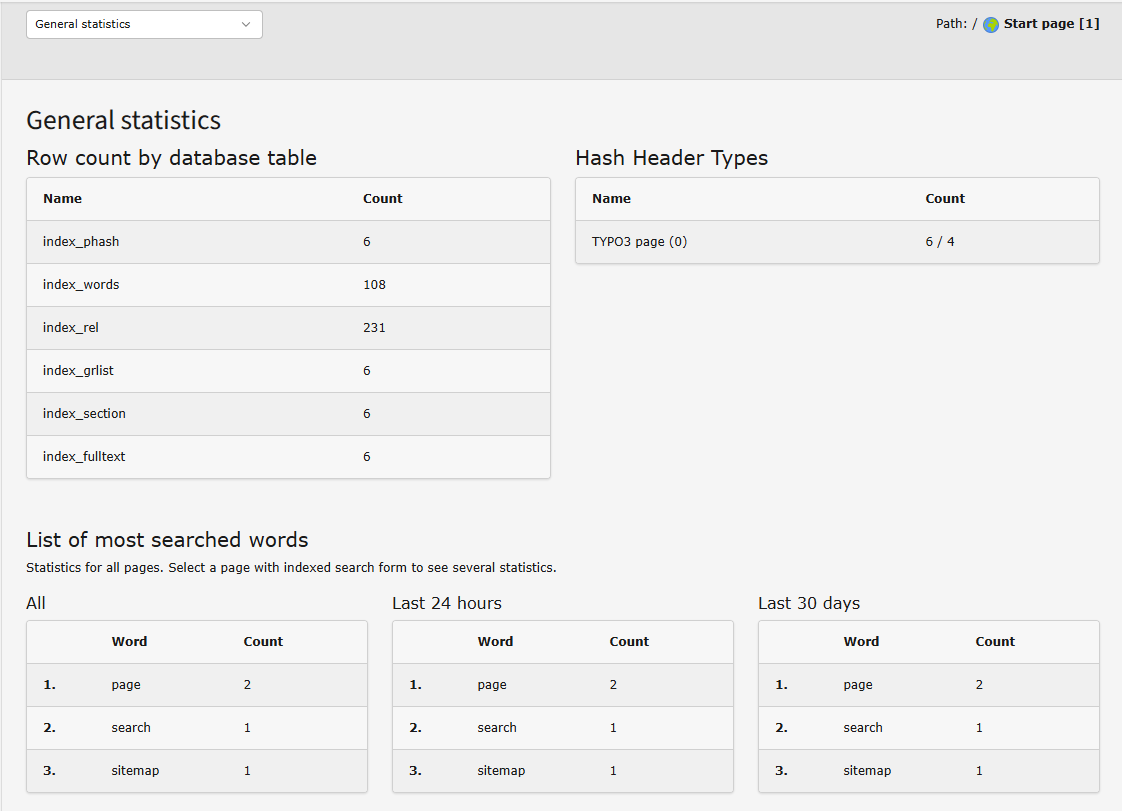 General statistics
Path: / Start page [1]
General statistics
Row count by database table
Name Count
index_phash 6
index_words 108
index_rel 231
index_grlist 6
index_section 6
index_fulltext 6
Hash Header Types
Name Count
TYPO3 page (0) 6 / 4
List of most searched words
Statistics for all pages. Select a page with indexed search form to see several statistics.
All
Word Count
1. page 2
2. search 1
3. sitemap 1
Last 24 hours
Word Count
1. page 2
2. search 1
3. sitemap 1
Last 30 days
Word Count
1. page 2
2. search 1
3. sitemap 1